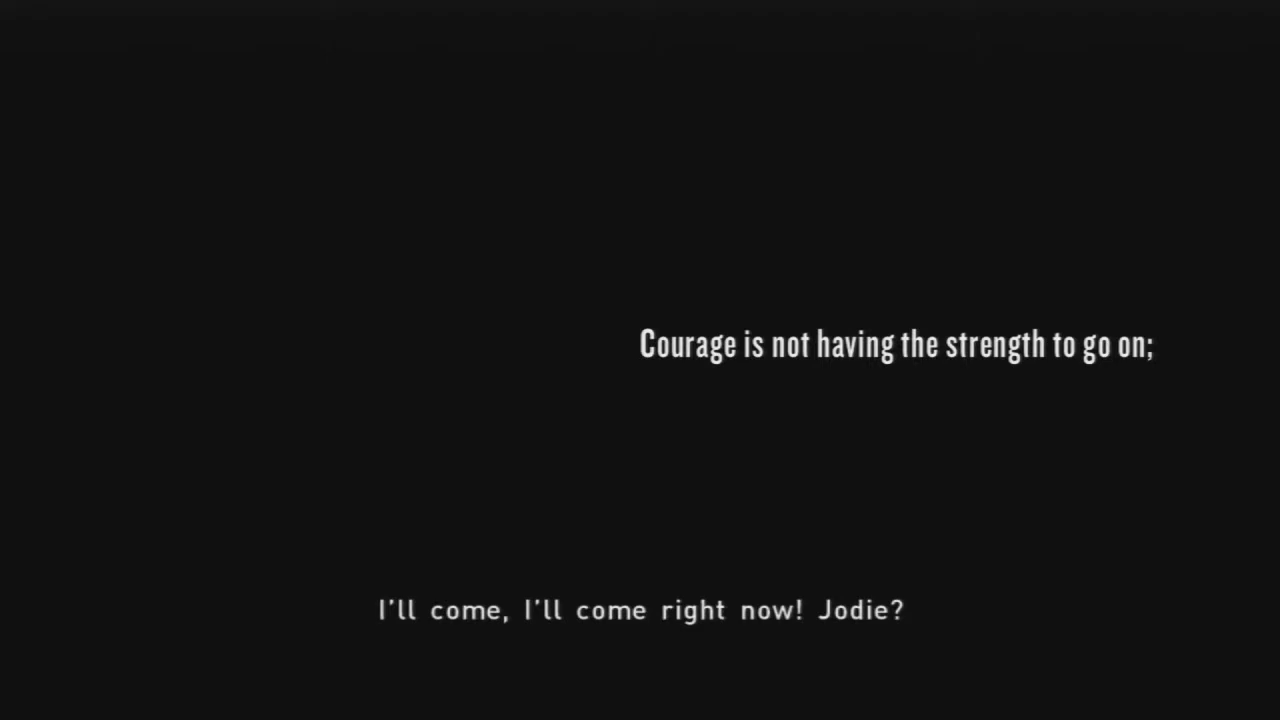 Courage is not having the strength to go on;
I'll come, I'll come right now! Jodie?